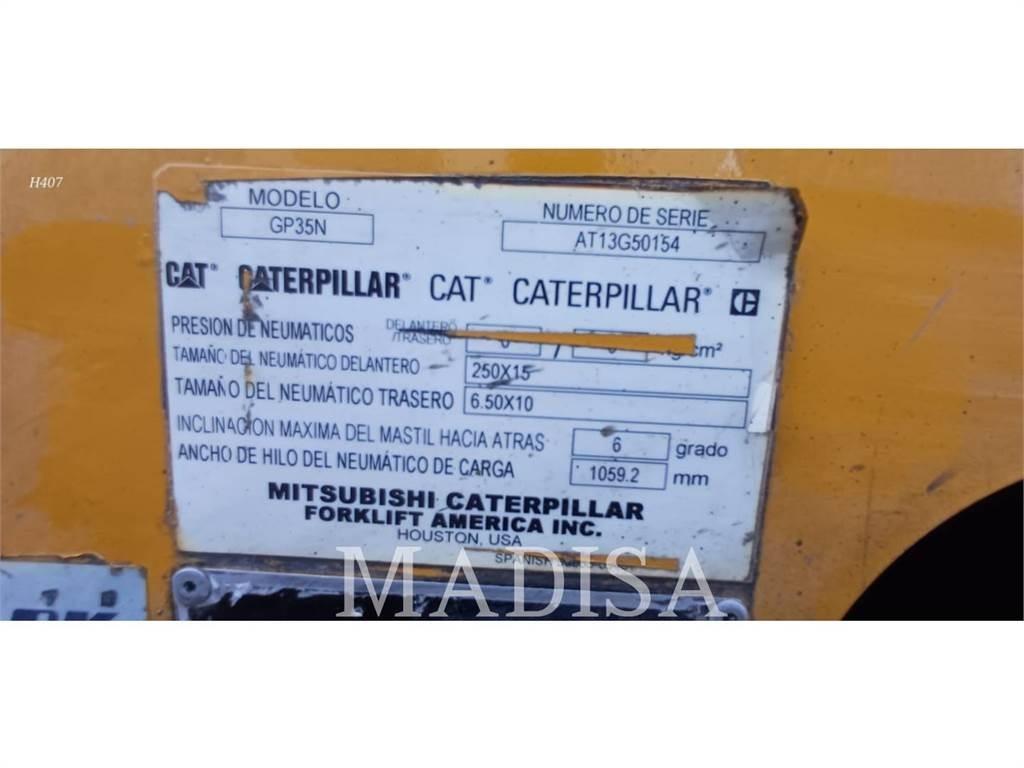 H407
MODELO
GP35N
NUMERO DE SERIE
AT13G50154
CAT® CATERPILLAR® CAT® CATERPILLAR®
PRESION DE NEUMATICOS DELANTERO /TRASERO / cm²
TAMAÑO DEL NEUMÁTICO DELANTERO 250X15
TAMAÑO DEL NEUMÁTICO TRASERO 6.50X10
INCLINACION MAXIMA DEL MASTIL HACIA ATRAS 6 grado
ANCHO DE HILO DEL NEUMÁTICO DE CARGA 1059.2 mm
MITSUBISHI CATERPILLAR
FORKLIFT AMERICA INC.
HOUSTON, USA
SPANISH
MADISA